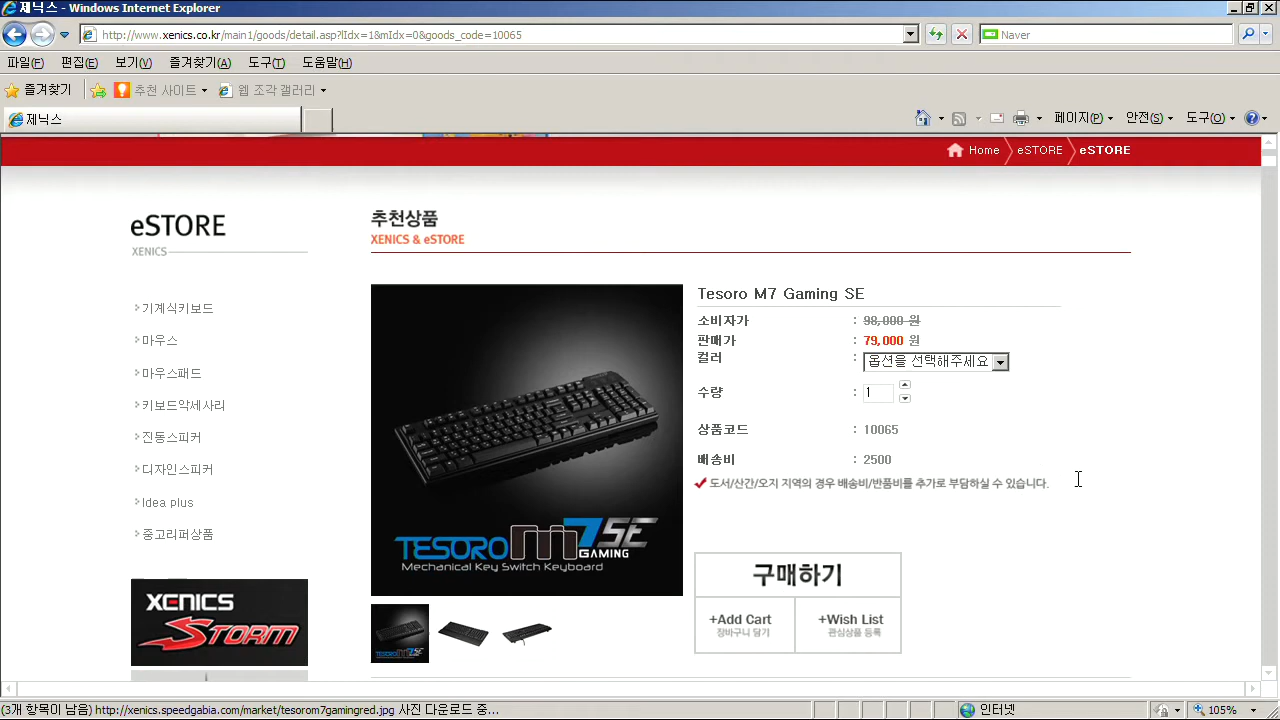 제닉스 - Windows Internet Explorer
http://www.xenics.co.kr/main1/goods/detail.asp?lIdx=1&mIdx=0&goods_code=10065
Naver
파일(F) 편집(E) 보기(V) 즐겨찾기(A) 도구(T) 도움말(H)
즐겨찾기 추천 사이트 웹 조각 갤러리
제닉스
페이지(P) 안전(S) 도구(O)
Home eSTORE eSTORE
eSTORE
XENICS
기계식키보드
마우스
마우스패드
키보드악세사리
진동스피커
디자인스피커
Idea plus
중고리퍼상품
XENICS
STORM
추천상품
XENICS & eSTORE
TESORO M7 SE
GAMING
Mechanical Key Switch Keyboard
Tesoro M7 Gaming SE
소비자가 : 98,000 원
판매가 : 79,000 원
컬러 : 옵션을 선택해주세요
수량 : 1
상품코드 : 10065
배송비 : 2500
도서/산간/오지 지역의 경우 배송비/반품비를 추가로 부담하실 수 있습니다.
구매하기
+Add Cart
장바구니 담기
+Wish List
관심상품 등록
(3개 항목이 남음) http://xenics.speedgabia.com/market/tesorom7gamingred.jpg 사진 다운로드 중...
인터넷
105%